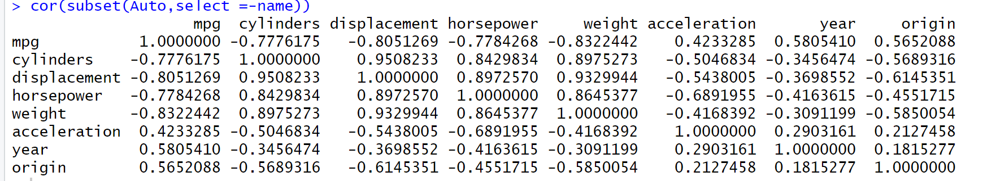 > cor(subset(Auto,select =-name))
mpg cylinders displacement horsepower weight acceleration year origin
mpg 1.0000000 -0.7776175 -0.8051269 -0.7784268 -0.8322442 0.4233285 0.5805410 0.5652088
cylinders -0.7776175 1.0000000 0.9508233 0.8429834 0.8975273 -0.5046834 -0.3456474 -0.5689316
displacement -0.8051269 0.9508233 1.0000000 0.8972570 0.9329944 -0.5438005 -0.3698552 -0.6145351
horsepower -0.7784268 0.8429834 0.8972570 1.0000000 0.8645377 -0.6891955 -0.4163615 -0.4551715
weight -0.8322442 0.8975273 0.9329944 0.8645377 1.0000000 -0.4168392 -0.3091199 -0.5850054
acceleration 0.4233285 -0.5046834 -0.5438005 -0.6891955 -0.4168392 1.0000000 0.2903161 0.2127458
year 0.5805410 -0.3456474 -0.3698552 -0.4163615 -0.3091199 0.2903161 1.0000000 0.1815277
origin 0.5652088 -0.5689316 -0.6145351 -0.4551715 -0.5850054 0.2127458 0.1815277 1.0000000